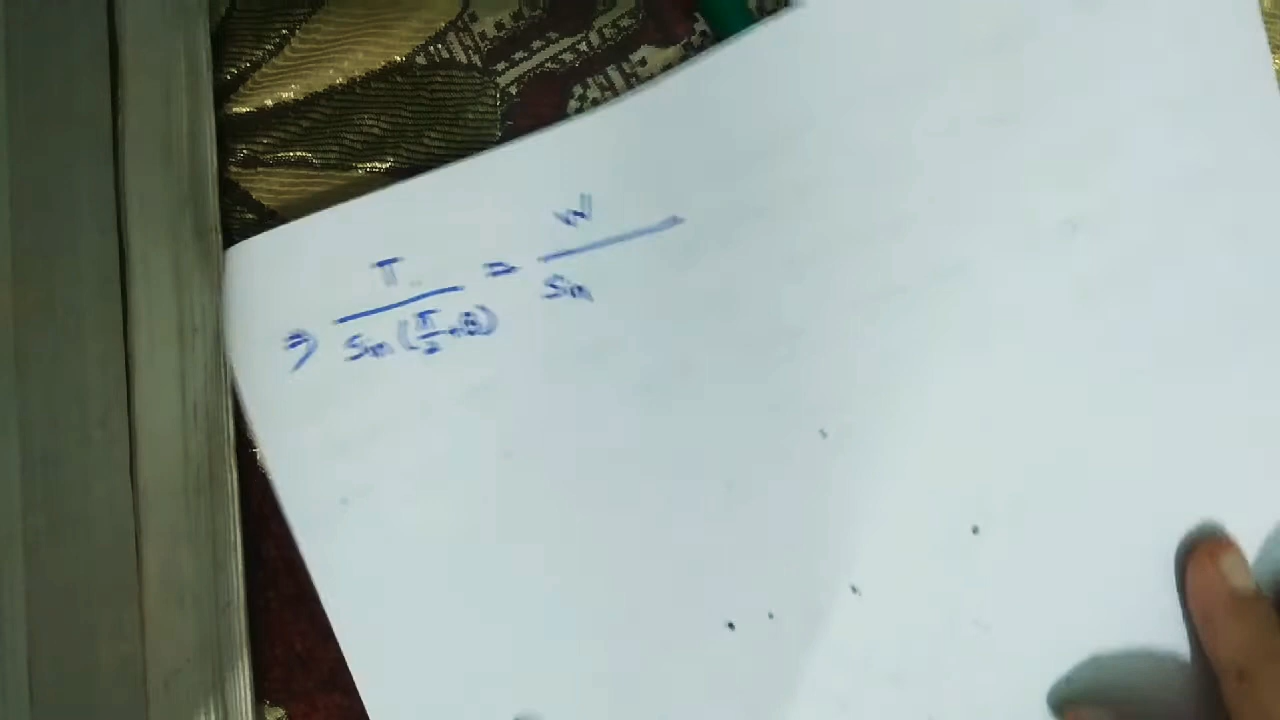 ⇒ T / Sin(π/2+θ) = W / Sin